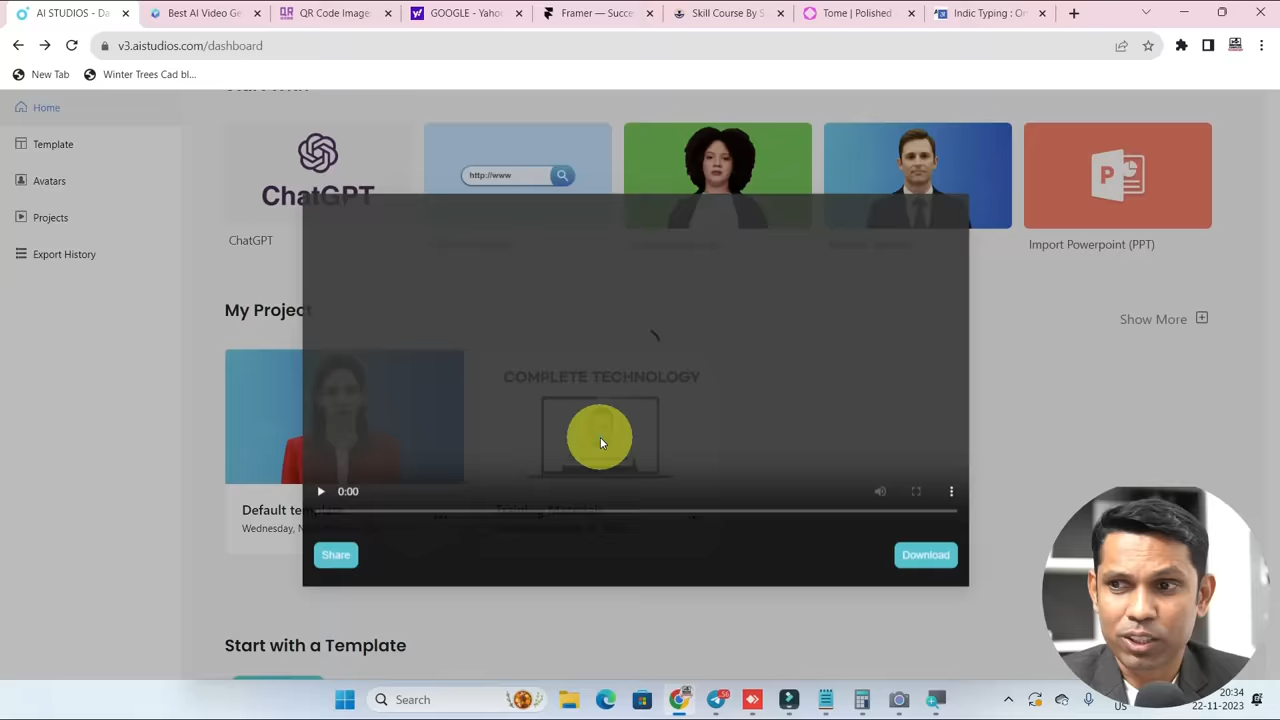 AI STUDIOS - Da
Best AI Video Ge
QR Code Image
GOOGLE - Yaho
Framer — Succe
Skill Course By S
Tome | Polished
Indic Typing : On
v3.aistudios.com/dashboard
New Tab
Winter Trees Cad bl...
Home
Template
Avatars
Projects
Export History
http://www
ChatGPT
ChatGPT
Import Powerpoint (PPT)
My Project
Show More
COMPLETE TECHNOLOGY
0:00
Default
Wednesday,
Training Materials
Share
Download
Start with a Template
Search
US
20:34
22-11-2023